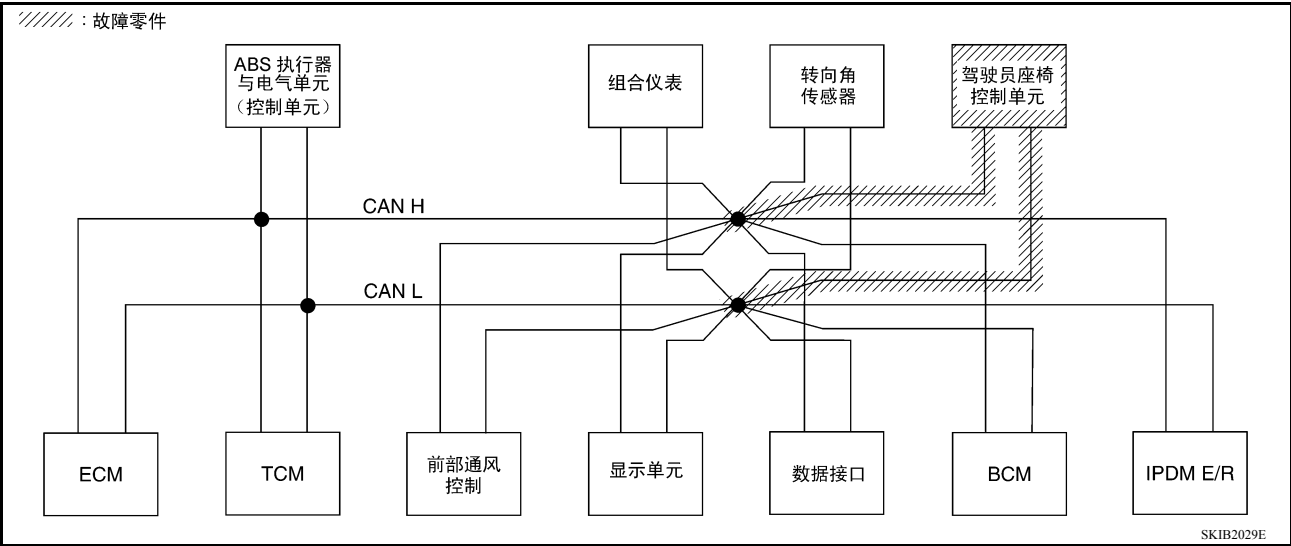 ：故障零件
ABS 执行器
与电气单元
（控制单元）
组合仪表
转向角
传感器
驾驶员座椅
控制单元
CAN H
CAN L
ECM
TCM
前部通风
控制
显示单元
数据接口
BCM
IPDM E/R
SKIB2029E